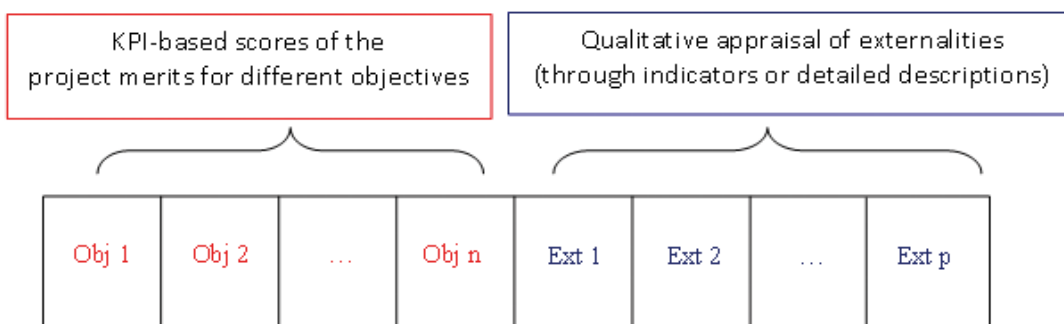 KPI-based scores of the
project merits for different objectives
Qualitative appraisal of externalities
(through indicators or detailed descriptions)
Obj 1 Obj 2 ... Obj n Ext 1 Ext 2 ... Ext p